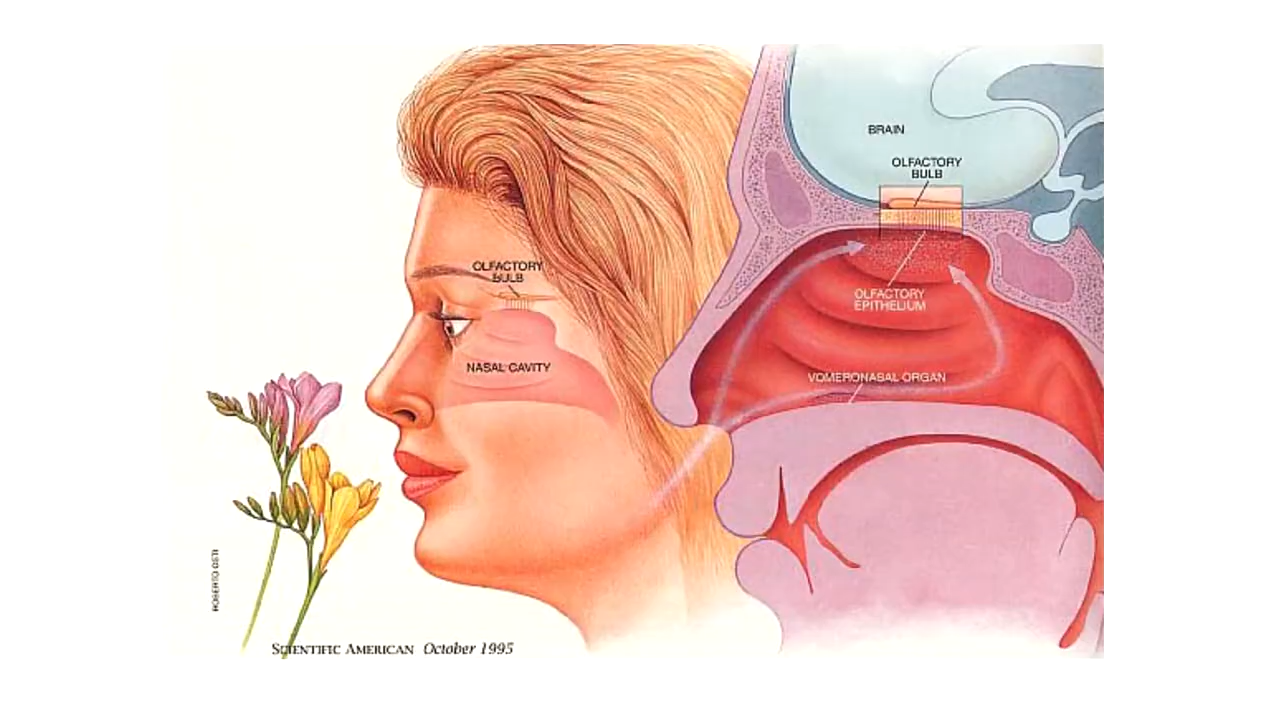 BRAIN
OLFACTORY
BULB
OLFACTORY
BULB
OLFACTORY
EPITHELIUM
NASAL CAVITY
VOMERONASAL ORGAN
ROBERTO OSTI
SCIENTIFIC AMERICAN October 1995